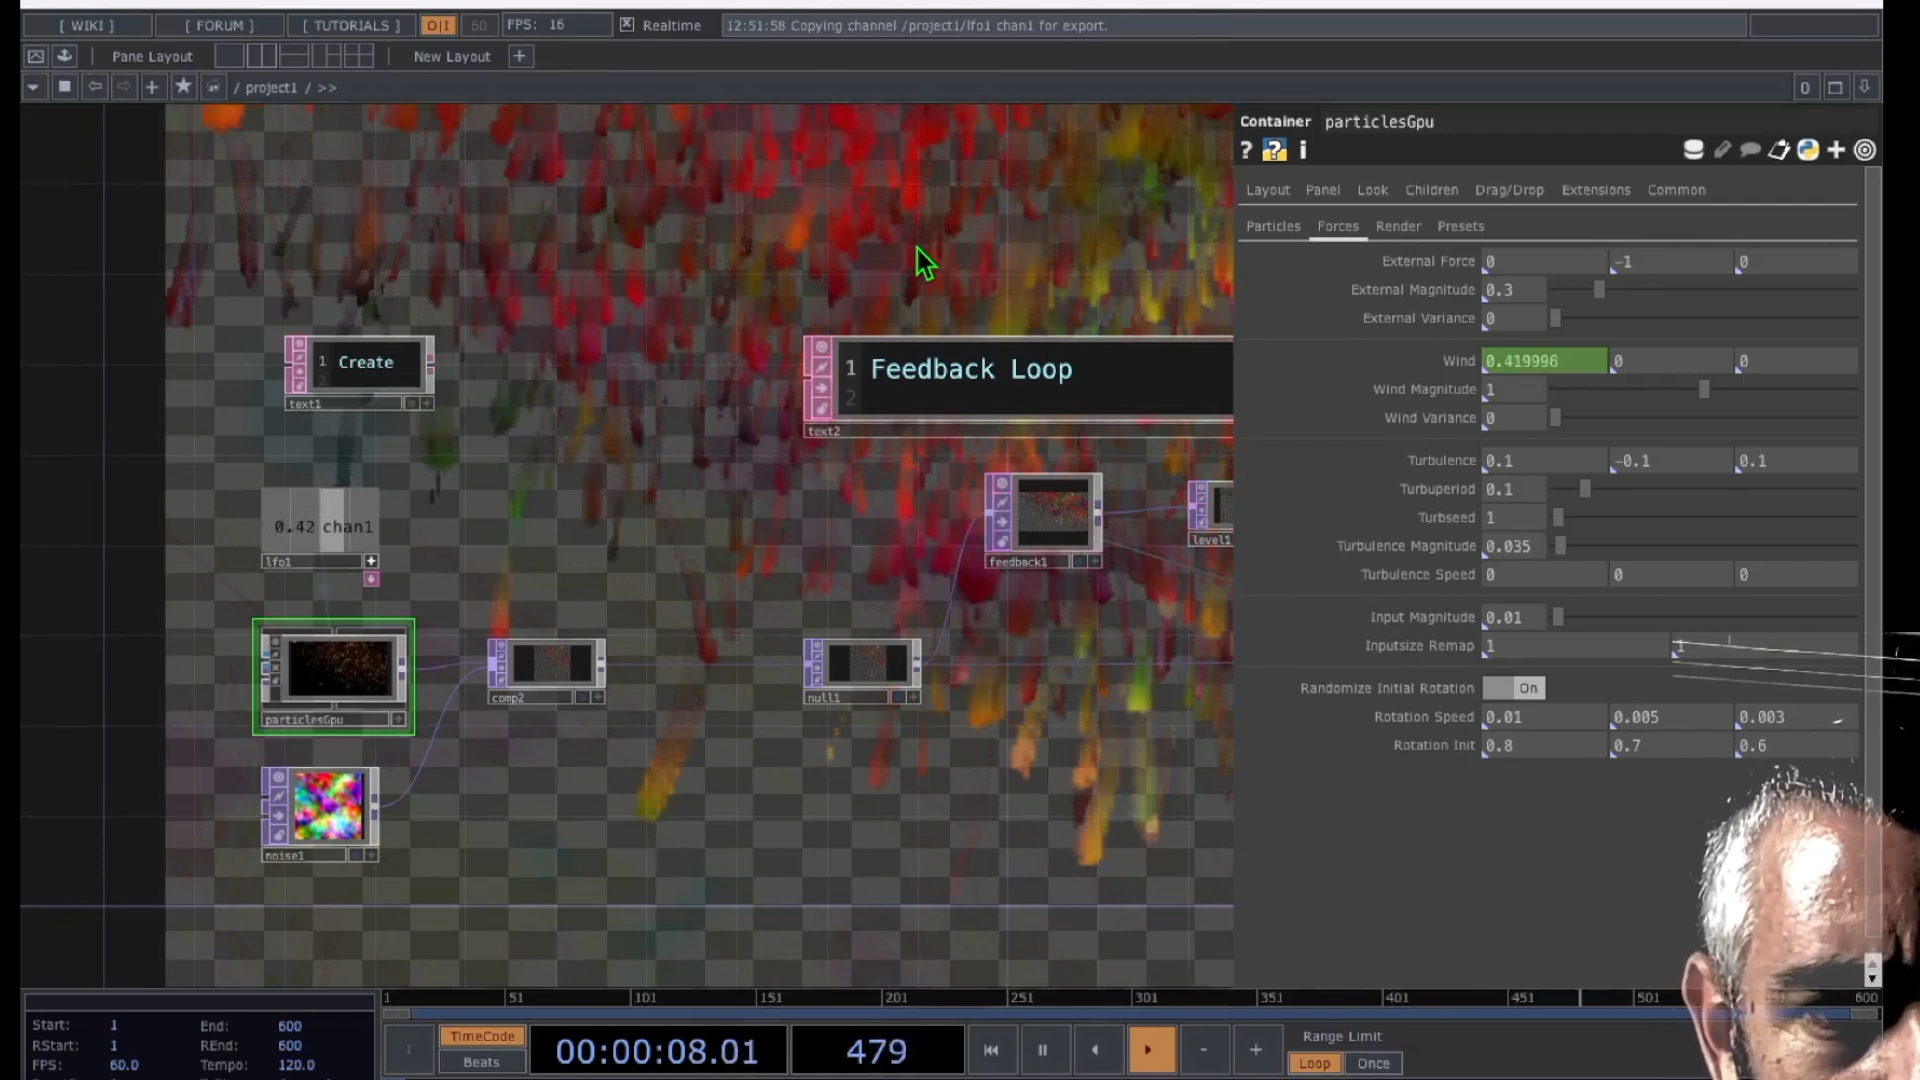 [ WIKI ] [ FORUM ] [ TUTORIALS ] O|I 60 FPS: 16 Realtime 12:51:58 Copying channel /project1/lfo1 chan1 for export.
Pane Layout New Layout +
/ project1 / >> 0
Container particlesGpu
? ? i
Layout Panel Look Children Drag/Drop Extensions Common
Particles Forces Render Presets
External Force 0 -1 0
External Magnitude 0.3
External Variance 0
Wind 0.419996 0 0
Wind Magnitude 1
Wind Variance 0
Turbulence 0.1 -0.1 0.1
Turbuperiod 0.1
Turbseed 1
Turbulence Magnitude 0.035
Turbulence Speed 0 0 0
Input Magnitude 0.01
Inputsize Remap 1 1
Randomize Initial Rotation On
Rotation Speed 0.01 0.005 0.003
Rotation Init 0.8 0.7 0.6
1 Create
2
text1
1 Feedback Loop
2
text2
0.42 chan1
lfo1
feedback1
level1
particlesGpu
comp2
null1
noise1
1 51 101 151 201 251 301 351 401 451 501 551 600
Start: 1 End: 600
RStart: 1 REnd: 600
FPS: 60.0 Tempo: 120.0
TimeCode
Beats
00:00:08.01
479
- +
Range Limit
Loop Once